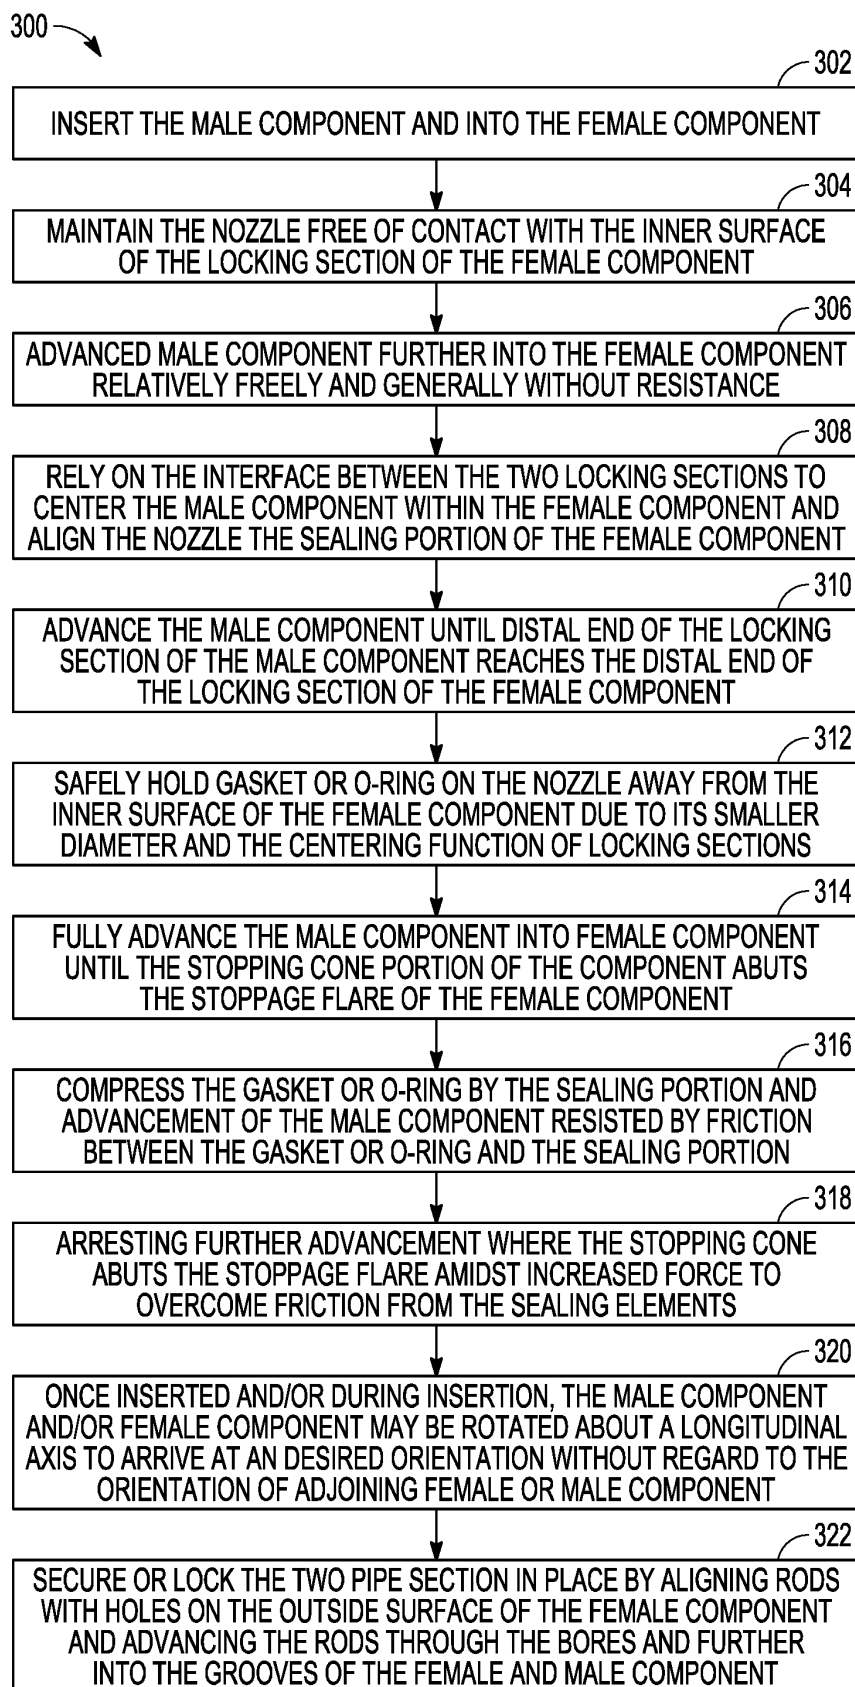 300
302
INSERT THE MALE COMPONENT AND INTO THE FEMALE COMPONENT
304
MAINTAIN THE NOZZLE FREE OF CONTACT WITH THE INNER SURFACE
OF THE LOCKING SECTION OF THE FEMALE COMPONENT
306
ADVANCED MALE COMPONENT FURTHER INTO THE FEMALE COMPONENT
RELATIVELY FREELY AND GENERALLY WITHOUT RESISTANCE
308
RELY ON THE INTERFACE BETWEEN THE TWO LOCKING SECTIONS TO
CENTER THE MALE COMPONENT WITHIN THE FEMALE COMPONENT AND
ALIGN THE NOZZLE THE SEALING PORTION OF THE FEMALE COMPONENT
310
ADVANCE THE MALE COMPONENT UNTIL DISTAL END OF THE LOCKING
SECTION OF THE MALE COMPONENT REACHES THE DISTAL END OF
THE LOCKING SECTION OF THE FEMALE COMPONENT
312
SAFELY HOLD GASKET OR O-RING ON THE NOZZLE AWAY FROM THE
INNER SURFACE OF THE FEMALE COMPONENT DUE TO ITS SMALLER
DIAMETER AND THE CENTERING FUNCTION OF LOCKING SECTIONS
314
FULLY ADVANCE THE MALE COMPONENT INTO FEMALE COMPONENT
UNTIL THE STOPPING CONE PORTION OF THE COMPONENT ABUTS
THE STOPPAGE FLARE OF THE FEMALE COMPONENT
316
COMPRESS THE GASKET OR O-RING BY THE SEALING PORTION AND
ADVANCEMENT OF THE MALE COMPONENT RESISTED BY FRICTION
BETWEEN THE GASKET OR O-RING AND THE SEALING PORTION
318
ARRESTING FURTHER ADVANCEMENT WHERE THE STOPPING CONE
ABUTS THE STOPPAGE FLARE AMIDST INCREASED FORCE TO
OVERCOME FRICTION FROM THE SEALING ELEMENTS
320
ONCE INSERTED AND/OR DURING INSERTION, THE MALE COMPONENT
AND/OR FEMALE COMPONENT MAY BE ROTATED ABOUT A LONGITUDINAL
AXIS TO ARRIVE AT AN DESIRED ORIENTATION WITHOUT REGARD TO THE
ORIENTATION OF ADJOINING FEMALE OR MALE COMPONENT
322
SECURE OR LOCK THE TWO PIPE SECTION IN PLACE BY ALIGNING RODS
WITH HOLES ON THE OUTSIDE SURFACE OF THE FEMALE COMPONENT
AND ADVANCING THE RODS THROUGH THE BORES AND FURTHER
INTO THE GROOVES OF THE FEMALE AND MALE COMPONENT